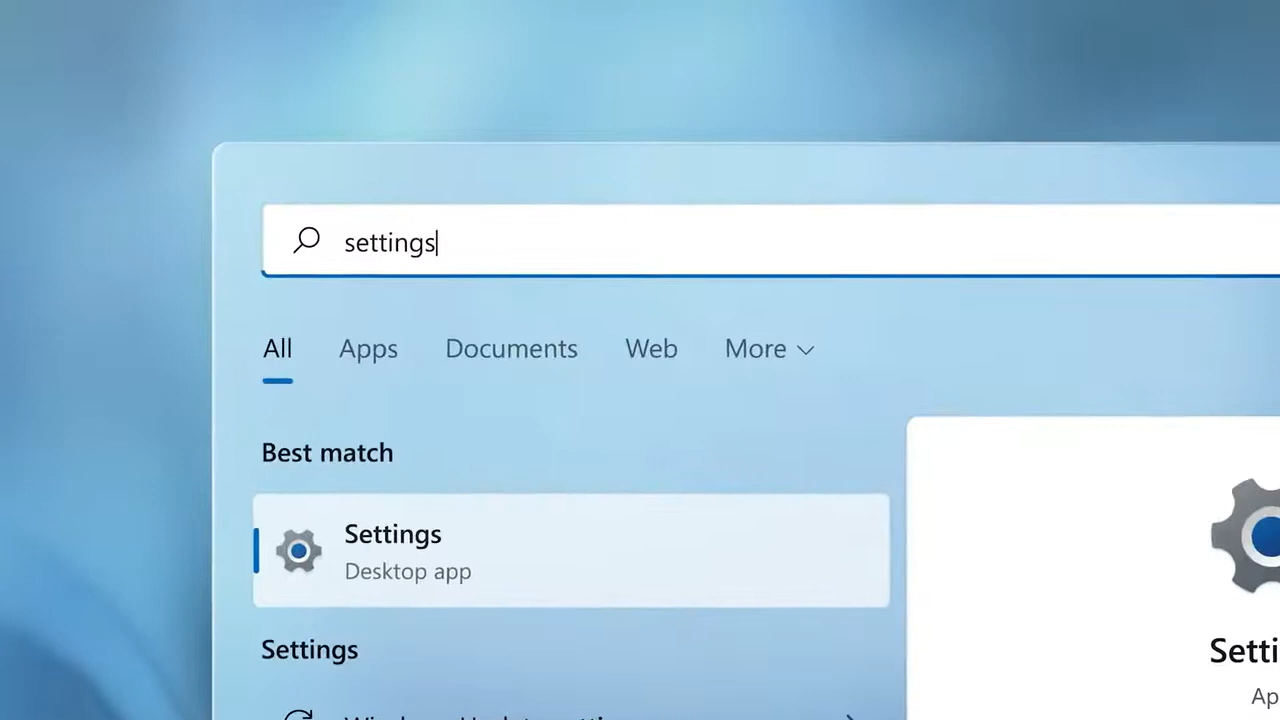 settings
All Apps Documents Web More
Best match
Settings
Desktop app
Settings